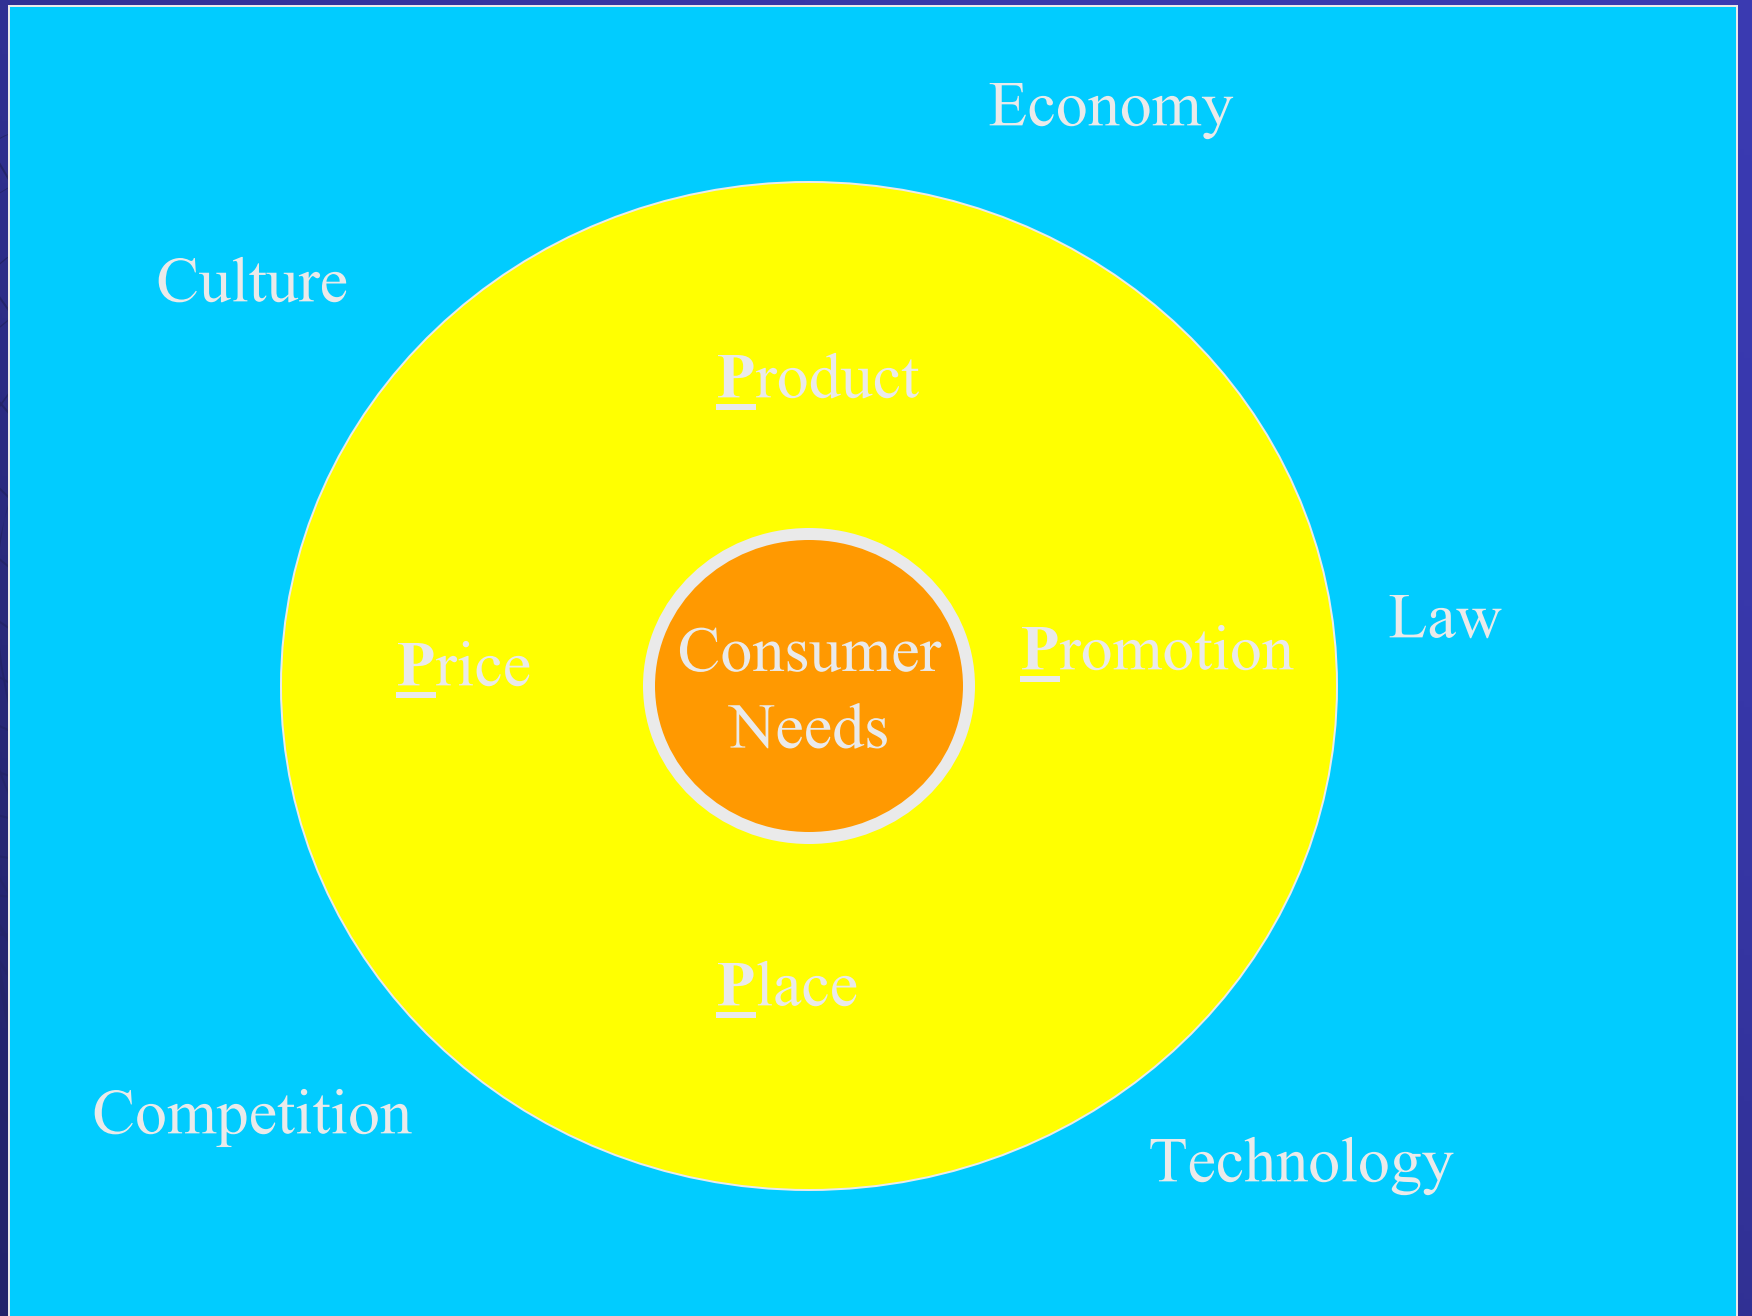 Economy
Culture
Product
Law
Price
Consumer
Needs
Promotion
Place
Competition
Technology